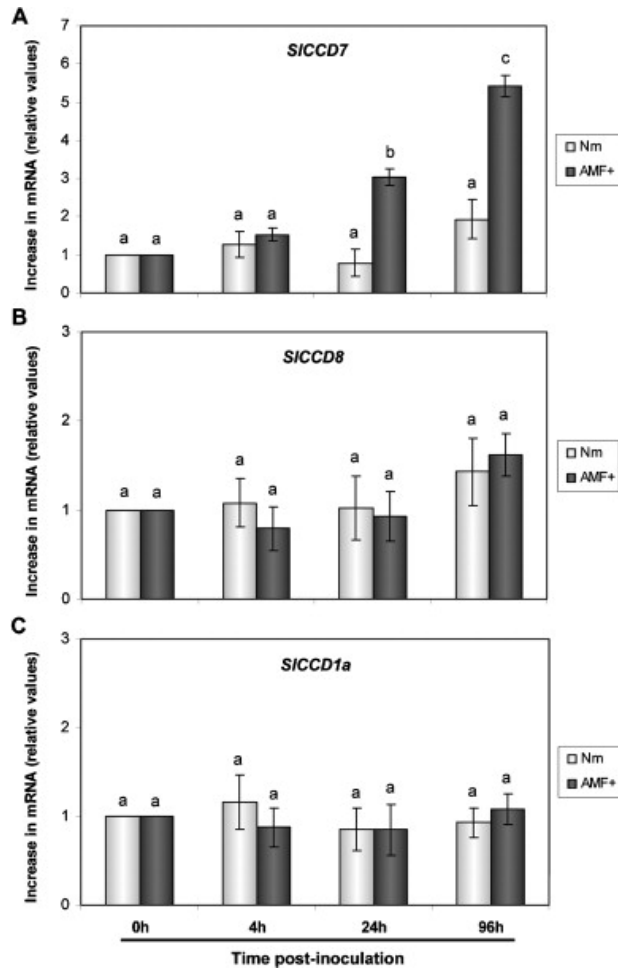 A
SlCCD7
Increase in mRNA (relative values)
7
6
5
4
3
2
1
0
a a
a a
a b
a c
Nm
AMF+
B
SlCCD8
Increase in mRNA (relative values)
3
2
1
0
a a
a a
a a
a a
Nm
AMF+
C
SlCCD1a
Increase in mRNA (relative values)
3
2
1
0
a a
a a
a a
a a
Nm
AMF+
0h 4h 24h 96h
Time post-inoculation